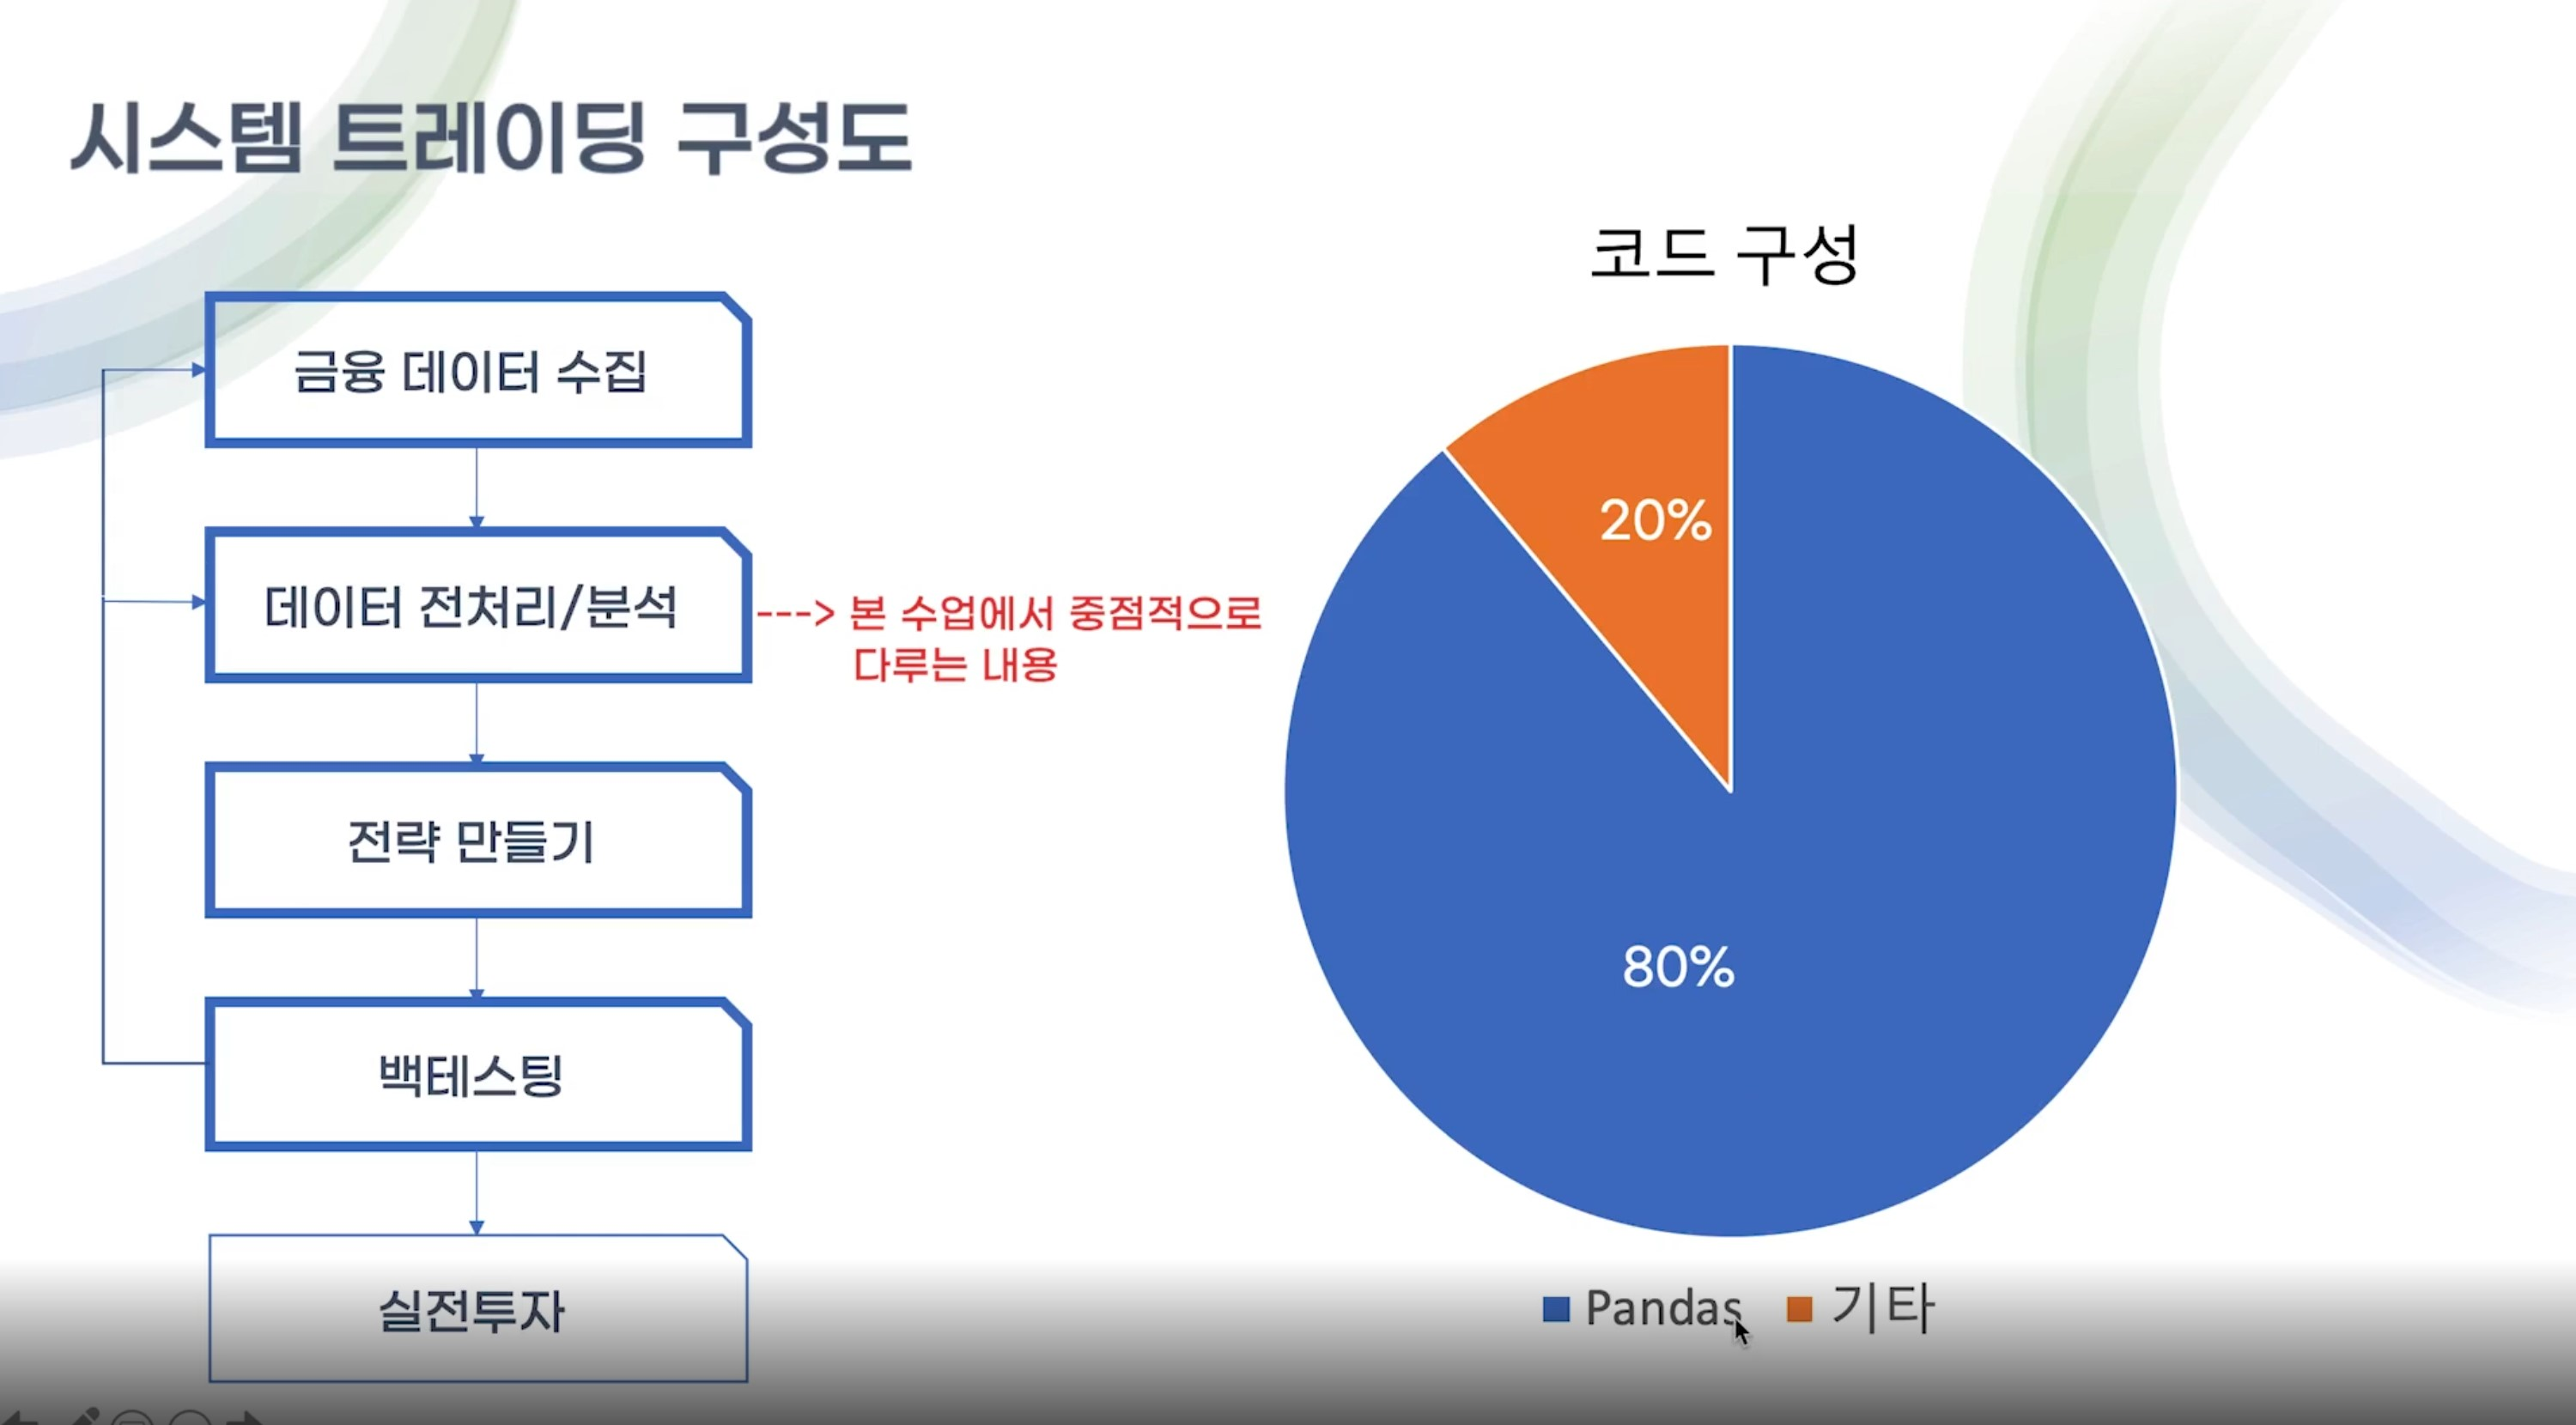 시스템 트레이딩 구성도
금융 데이터 수집
데이터 전처리/분석
---> 본 수업에서 중점적으로
다루는 내용
전략 만들기
백테스팅
실전투자
코드 구성
20%
80%
Pandas 기타